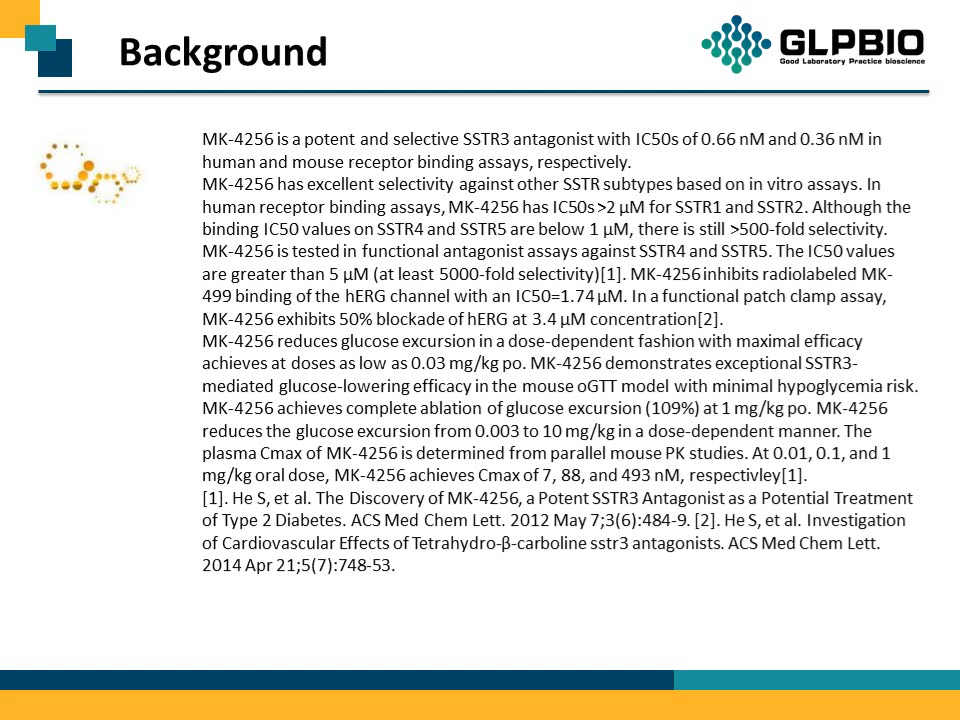 Background
GLPBIO
Good Laboratory Practice bioscience
MK-4256 is a potent and selective SSTR3 antagonist with IC50s of 0.66 nM and 0.36 nM in
human and mouse receptor binding assays, respectively.
MK-4256 has excellent selectivity against other SSTR subtypes based on in vitro assays. In
human receptor binding assays, MK-4256 has IC50s >2 μM for SSTR1 and SSTR2. Although the
binding IC50 values on SSTR4 and SSTR5 are below 1 μM, there is still >500-fold selectivity.
MK-4256 is tested in functional antagonist assays against SSTR4 and SSTR5. The IC50 values
are greater than 5 μM (at least 5000-fold selectivity)[1]. MK-4256 inhibits radiolabeled MK-
499 binding of the hERG channel with an IC50=1.74 μM. In a functional patch clamp assay,
MK-4256 exhibits 50% blockade of hERG at 3.4 μM concentration[2].
MK-4256 reduces glucose excursion in a dose-dependent fashion with maximal efficacy
achieves at doses as low as 0.03 mg/kg po. MK-4256 demonstrates exceptional SSTR3-
mediated glucose-lowering efficacy in the mouse oGTT model with minimal hypoglycemia risk.
MK-4256 achieves complete ablation of glucose excursion (109%) at 1 mg/kg po. MK-4256
reduces the glucose excursion from 0.003 to 10 mg/kg in a dose-dependent manner. The
plasma Cmax of MK-4256 is determined from parallel mouse PK studies. At 0.01, 0.1, and 1
mg/kg oral dose, MK-4256 achieves Cmax of 7, 88, and 493 nM, respectivley[1].
[1]. He S, et al. The Discovery of MK-4256, a Potent SSTR3 Antagonist as a Potential Treatment
of Type 2 Diabetes. ACS Med Chem Lett. 2012 May 7;3(6):484-9. [2]. He S, et al. Investigation
of Cardiovascular Effects of Tetrahydro-β-carboline sstr3 antagonists. ACS Med Chem Lett.
2014 Apr 21;5(7):748-53.